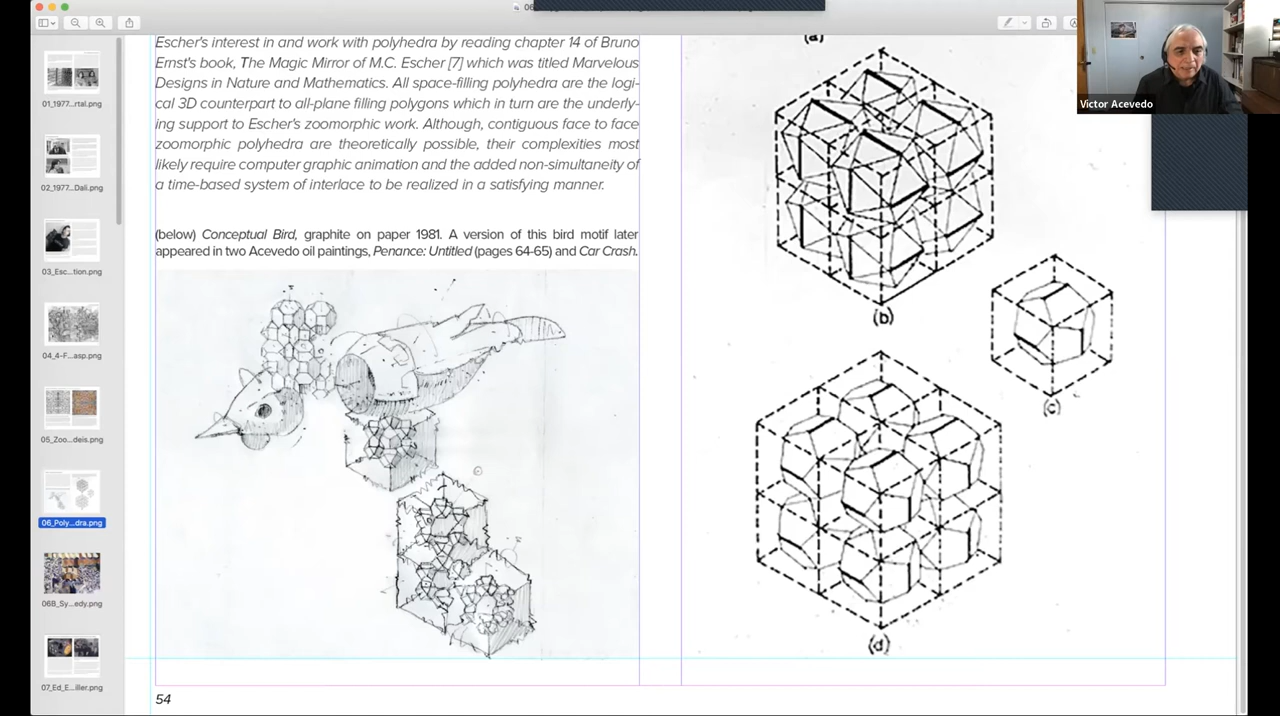 06_
Escher's interest in and work with polyhedra by reading chapter 14 of Bruno
Ernst's book, The Magic Mirror of M.C. Escher [7] which was titled Marvelous
Designs in Nature and Mathematics. All space-filling polyhedra are the logi-
cal 3D counterpart to all-plane filling polygons which in turn are the underly-
ing support to Escher's zoomorphic work. Although, contiguous face to face
zoomorphic polyhedra are theoretically possible, their complexities most
likely require computer graphic animation and the added non-simultaneity of
a time-based system of interlace to be realized in a satisfying manner.
(below) Conceptual Bird, graphite on paper 1981. A version of this bird motif later
appeared in two Acevedo oil paintings, Penance: Untitled (pages 64-65) and Car Crash.
54
(a)
(b)
(c)
(d)
Victor Acevedo
01_1977...rtal.png
02_1977...Dali.png
03_Esc...tion.png
04_4-F...asp.png
05_Zoo...deis.png
06_Poly...dra.png
06B_Sy...edy.png
07_Ed_E...iller.png